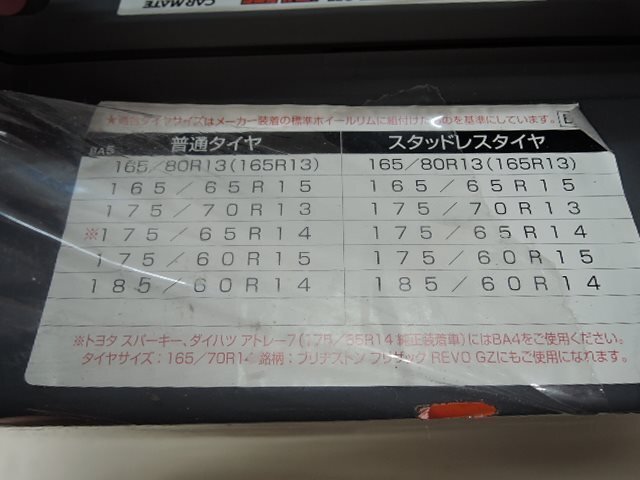 CARMATE
★適合タイヤサイズはメーカー装着の標準ホイールリムに組付けたものを基準にしています。
BA5 普通タイヤ スタッドレスタイヤ
165/80R13(165R13) 165/80R13(165R13)
165/65R15 165/65R15
175/70R13 175/70R13
※175/65R14 175/65R14
175/60R15 175/60R15
185/60R14 185/60R14
※トヨタ スパーキー、ダイハツ アトレー7(175/65R14 純正装着車)にはBA4をご使用ください。
タイヤサイズ:165/70R14 銘柄:ブリヂストン ブリザック REVO GZにもご使用になれます。